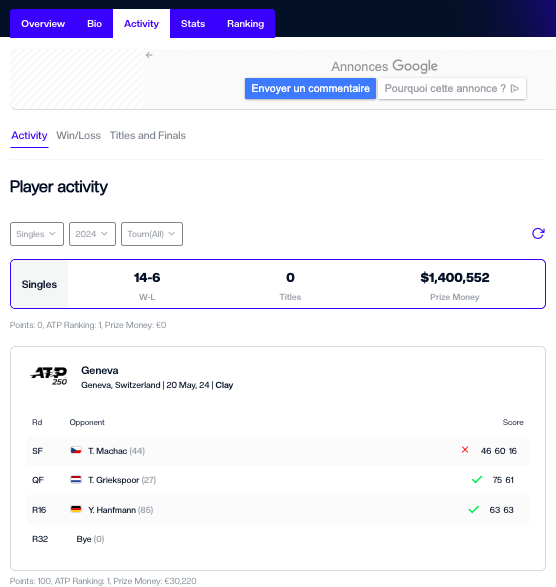 Overview Bio Activity Stats Ranking
Annonces Google
Envoyer un commentaire Pourquoi cette annonce ?
Activity Win/Loss Titles and Finals
Player activity
Singles 2024 Tourn(All)
Singles 14-6 0 $1,400,552
W-L Titles Prize Money
Points: 0, ATP Ranking: 1, Prize Money: €0
ATP 250 Geneva
Geneva, Switzerland | 20 May, 24 | Clay
Rd Opponent Score
SF T. Machac (44) 46 60 16
QF T. Griekspoor (27) 75 61
R16 Y. Hanfmann (85) 63 63
R32 Bye (0)
Points: 100, ATP Ranking: 1, Prize Money: €30,220